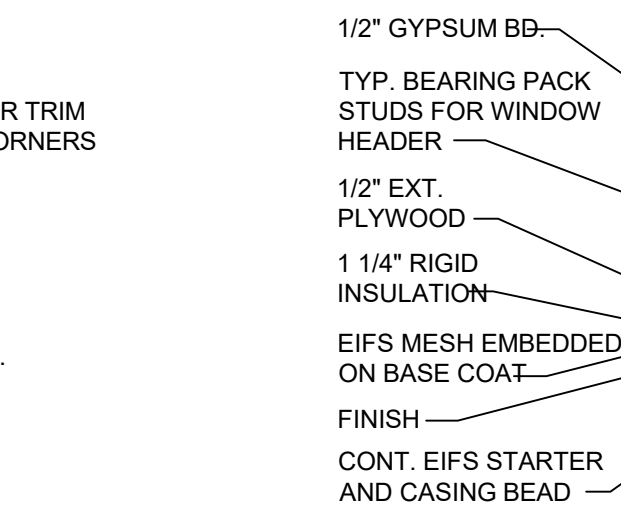 R TRIM
ORNERS
.
1/2" GYPSUM BD.
TYP. BEARING PACK
STUDS FOR WINDOW
HEADER
1/2" EXT.
PLYWOOD
1 1/4" RIGID
INSULATION
EIFS MESH EMBEDDED
ON BASE COAT
FINISH
CONT. EIFS STARTER
AND CASING BEAD